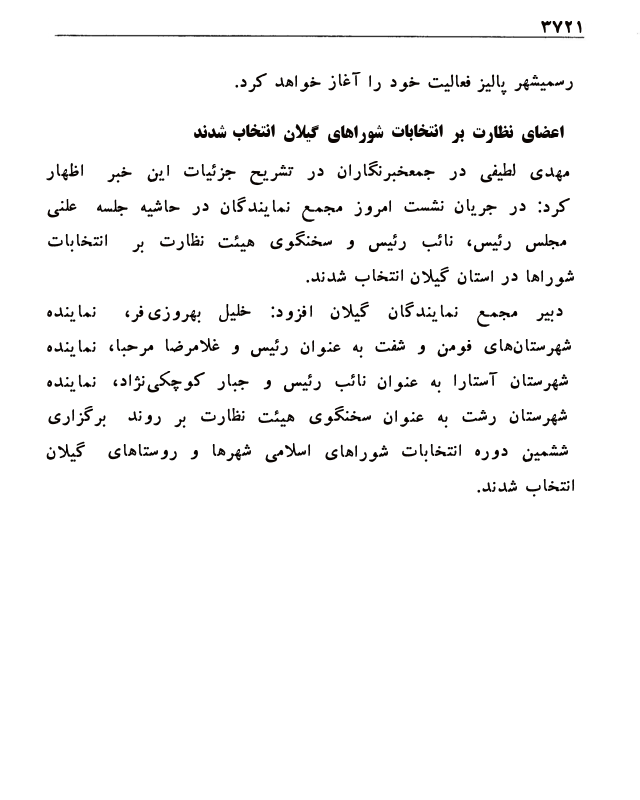 ۳۷۲۱
رسمیشهر پالیز فعالیت خود را آغاز خواهد کرد.
اعضای نظارت بر انتخابات شوراهای گیلان انتخاب شدند
مهدی لطیفی در جمعخبرنگاران در تشریح جزئیات این خبر اظهار
کرد: در جریان نشست امروز مجمع نمایندگان در حاشیه جلسه علنی
مجلس رئیس، نائب رئیس و سخنگوی هیئت نظارت بر انتخابات
شوراها در استان گیلان انتخاب شدند.
دبیر مجمع نمایندگان گیلان افزود: خلیل بهروزی‌فر، نماینده
شهرستان‌های فومن و شفت به عنوان رئیس و غلامرضا مرحبا، نماینده
شهرستان آستارا به عنوان نائب رئیس و جبار کوچکی‌نژاد، نماینده
شهرستان رشت به عنوان سخنگوی هیئت نظارت بر روند برگزاری
ششمین دوره انتخابات شوراهای اسلامی شهرها و روستاهای گیلان
انتخاب شدند.